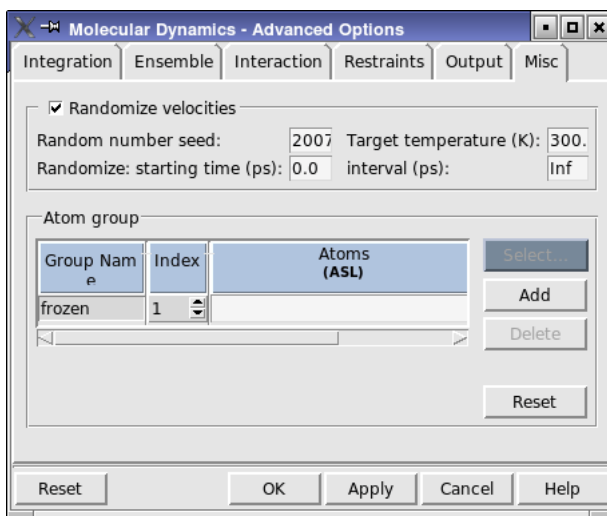 Molecular Dynamics - Advanced Options
Integration Ensemble Interaction Restraints Output Misc
Randomize velocities
Random number seed: 2007 Target temperature (K): 300.
Randomize: starting time (ps): 0.0 interval (ps): Inf
Atom group
Group Nam
e
Index
Atoms
(ASL)
Select...
frozen 1
Add
Delete
Reset
Reset OK Apply Cancel Help